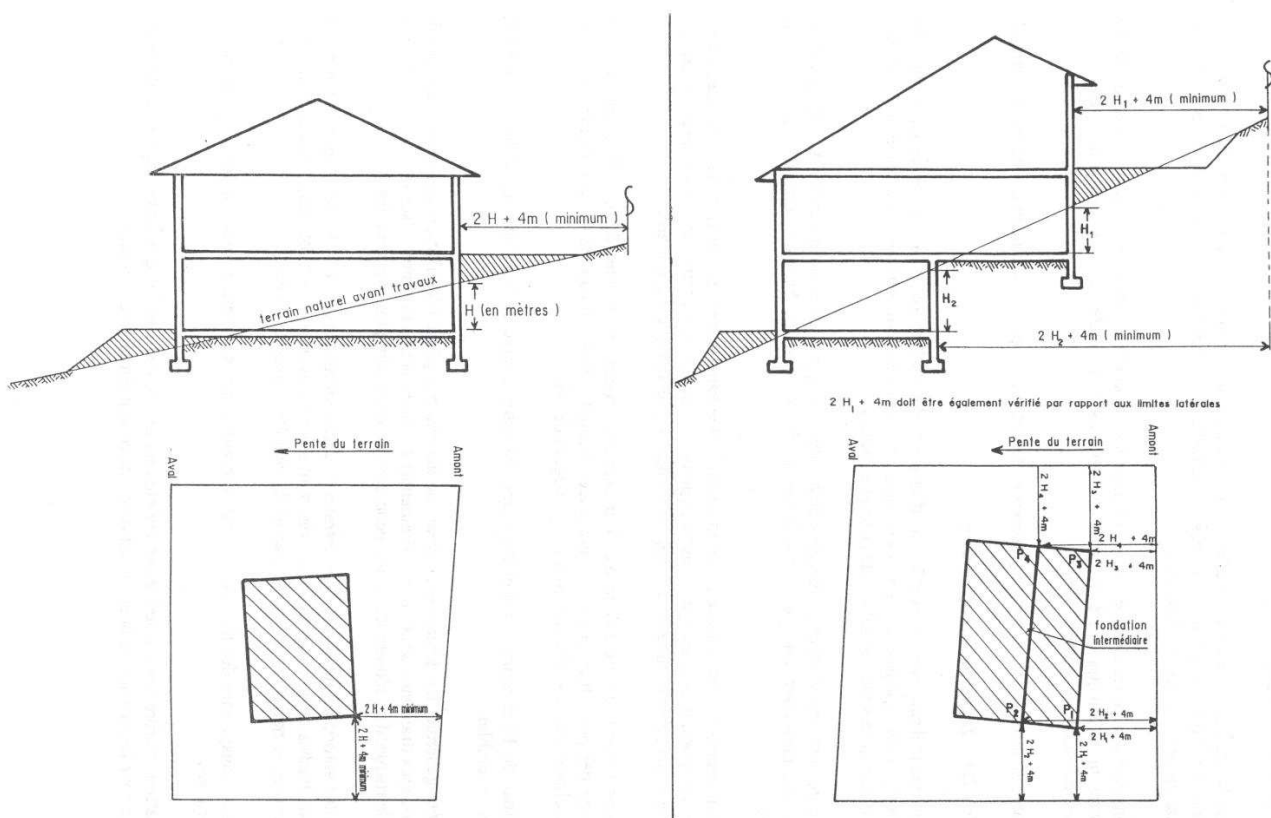 2 H + 4m ( minimum )
terrain naturel avant travaux
H (en mètres )
Pente du terrain
Aval
Amont
2 H + 4m minimum
2 H + 4m minimum
2 H₁ + 4m ( minimum )
H₁
H₂
2 H₂ + 4m ( minimum )
2 H₁ + 4m doit être également vérifié par rapport aux limites latérales
Pente du terrain
Aval
Amont
2 H₄ + 4m
2 H₃ + 4m
2 H₄ + 4m
2 H₃ + 4m
P₄
P₃
fondation
intermédiaire
P₂
P₁
2 H₂ + 4m
2 H₁ + 4m
2 H₂ + 4m
2 H₁ + 4m